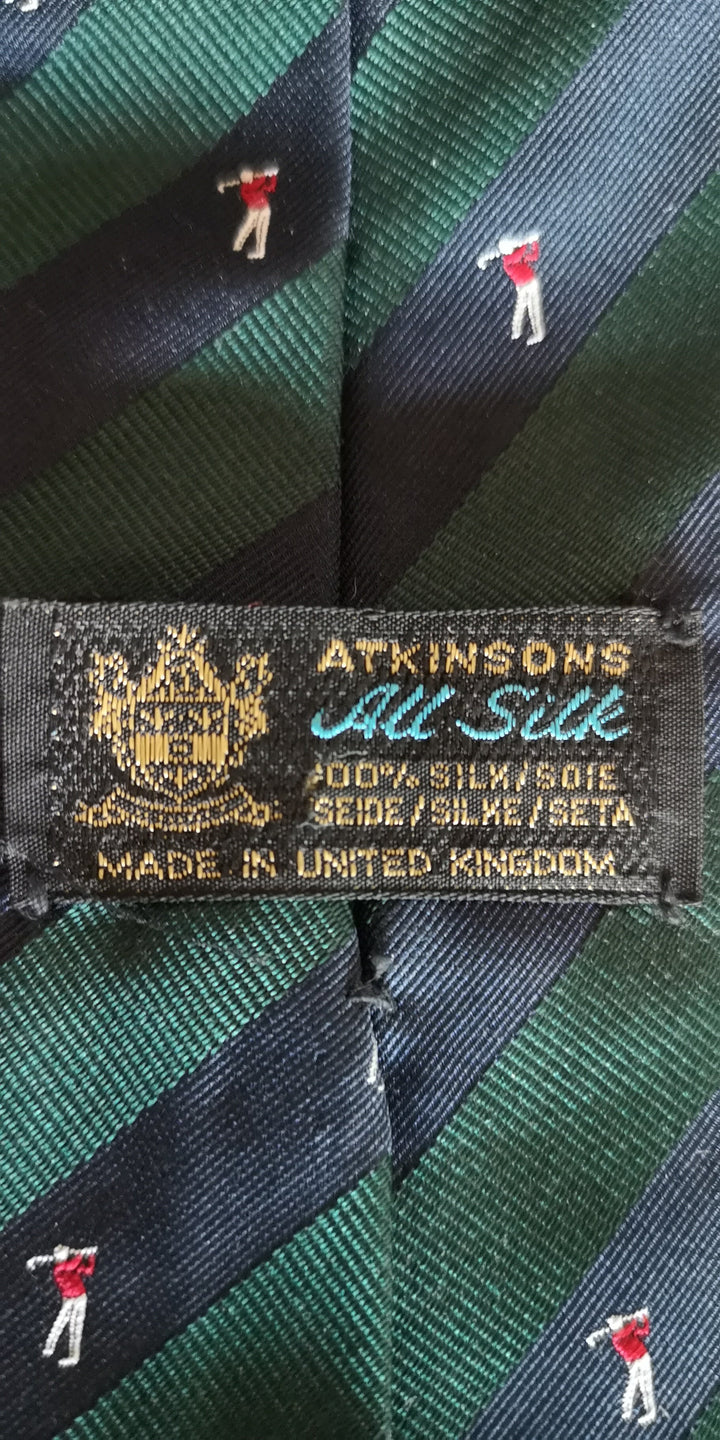 ATKINSONS
All Silk
100% SILK/SOIE
SEIDE/SILKE/SETA
MADE IN UNITED KINGDOM